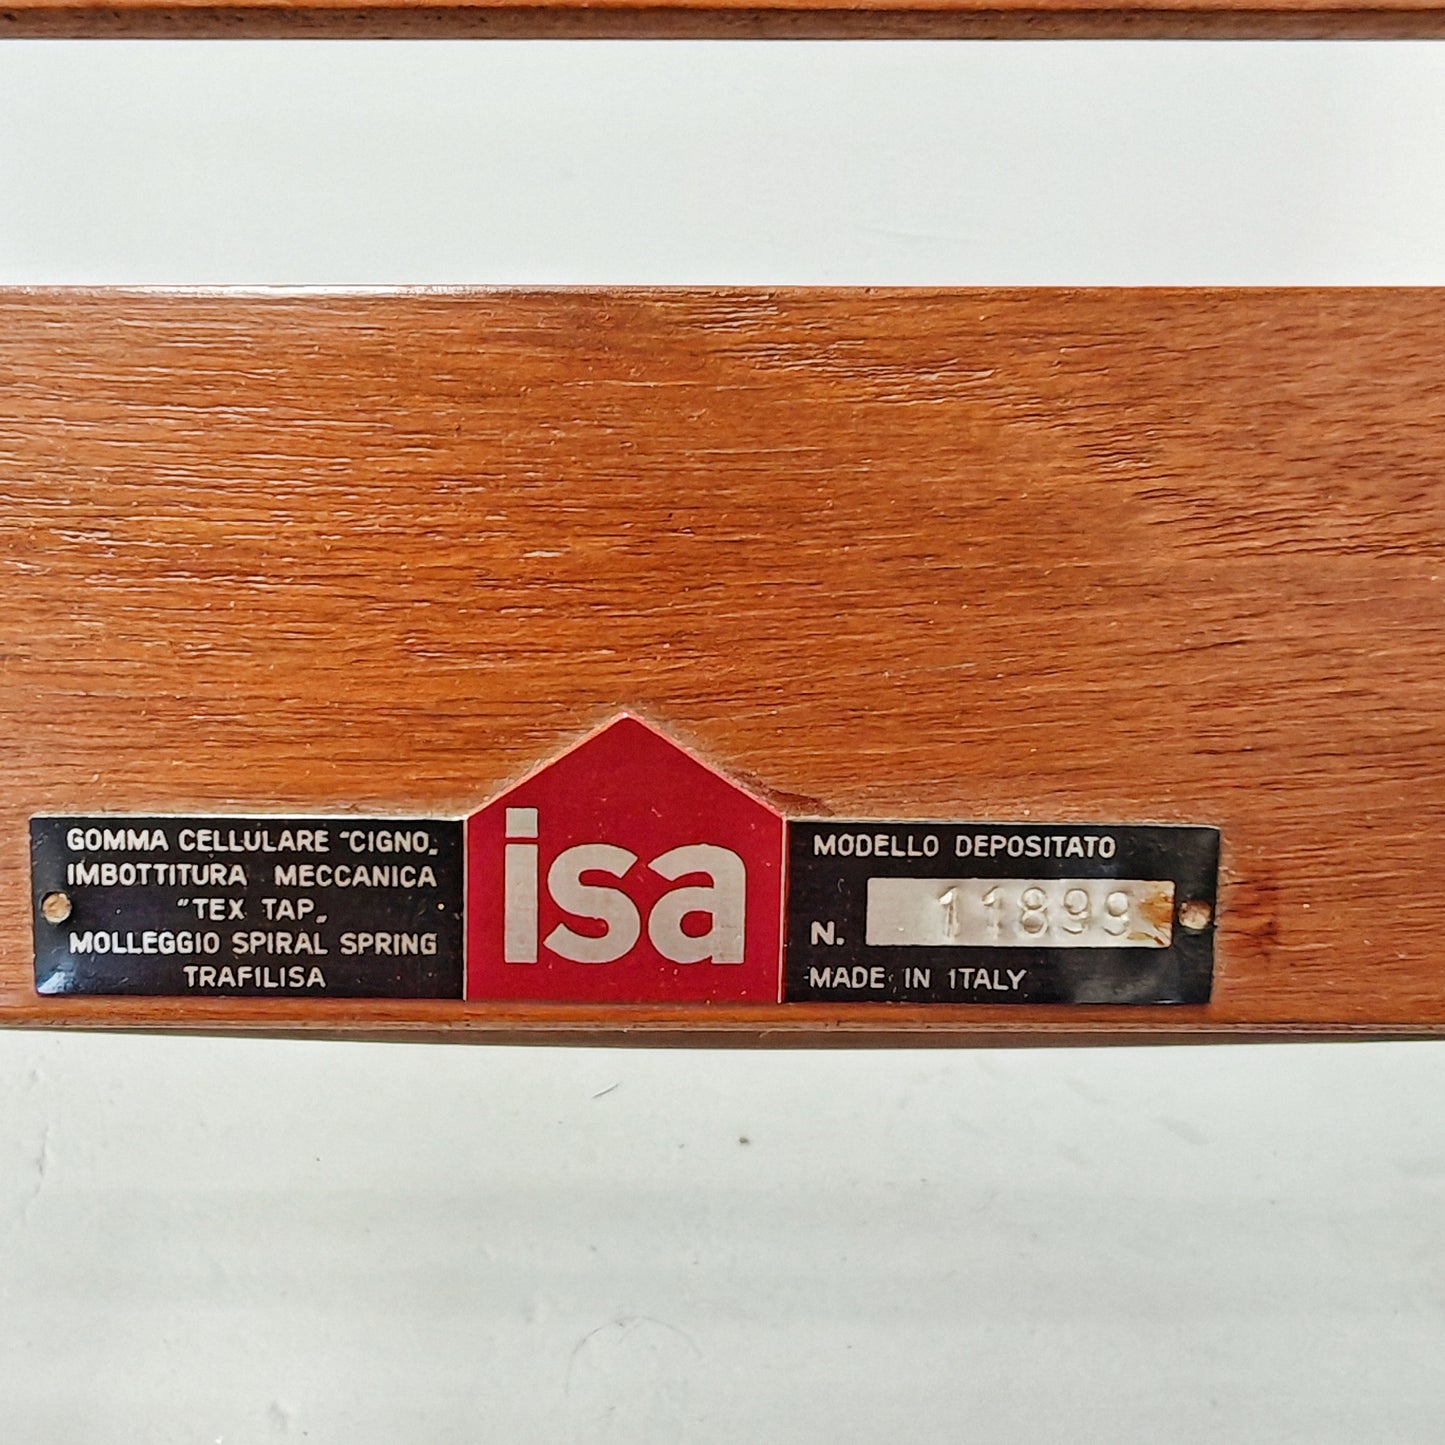 GOMMA CELLULARE "CIGNO„
IMBOTTITURA MECCANICA
"TEX TAP„
MOLLEGGIO SPIRAL SPRING
TRAFILISA
isa
MODELLO DEPOSITATO
N. 11899
MADE IN ITALY